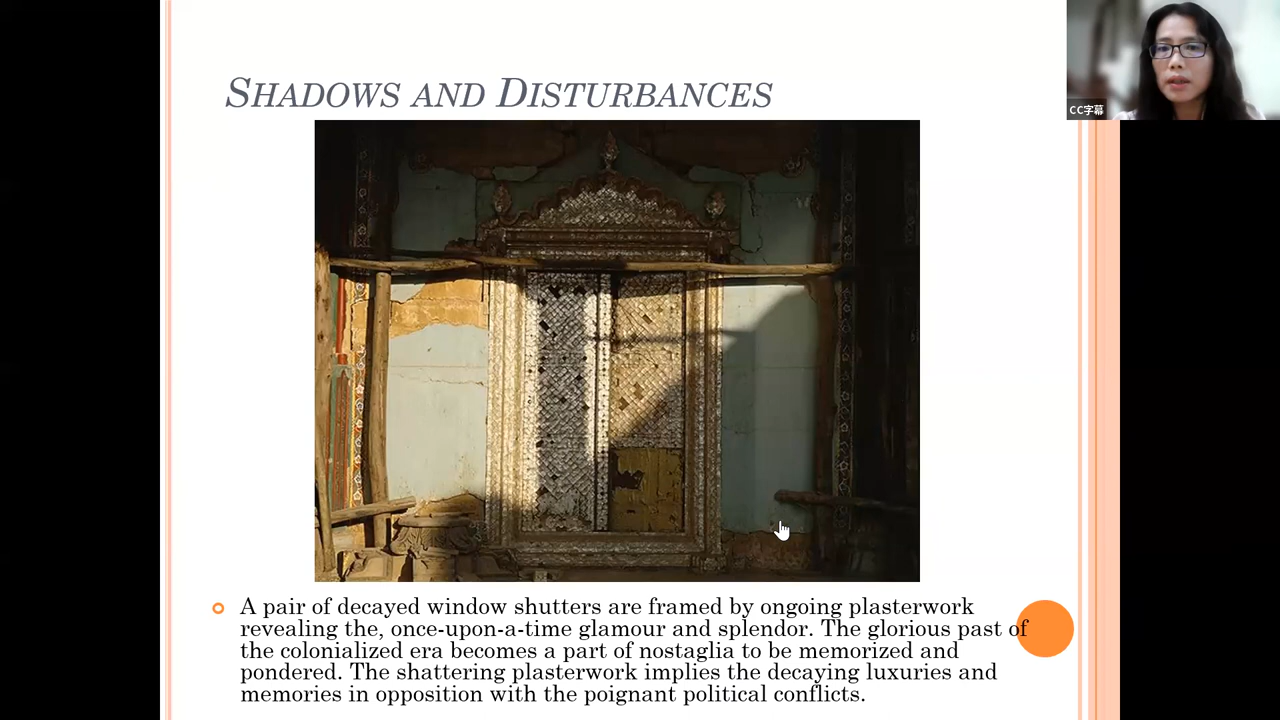 SHADOWS AND DISTURBANCES
CC字幕
A pair of decayed window shutters are framed by ongoing plasterwork
revealing the, once-upon-a-time glamour and splendor. The glorious past of
the colonialized era becomes a part of nostaglia to be memorized and
pondered. The shattering plasterwork implies the decaying luxuries and
memories in opposition with the poignant political conflicts.